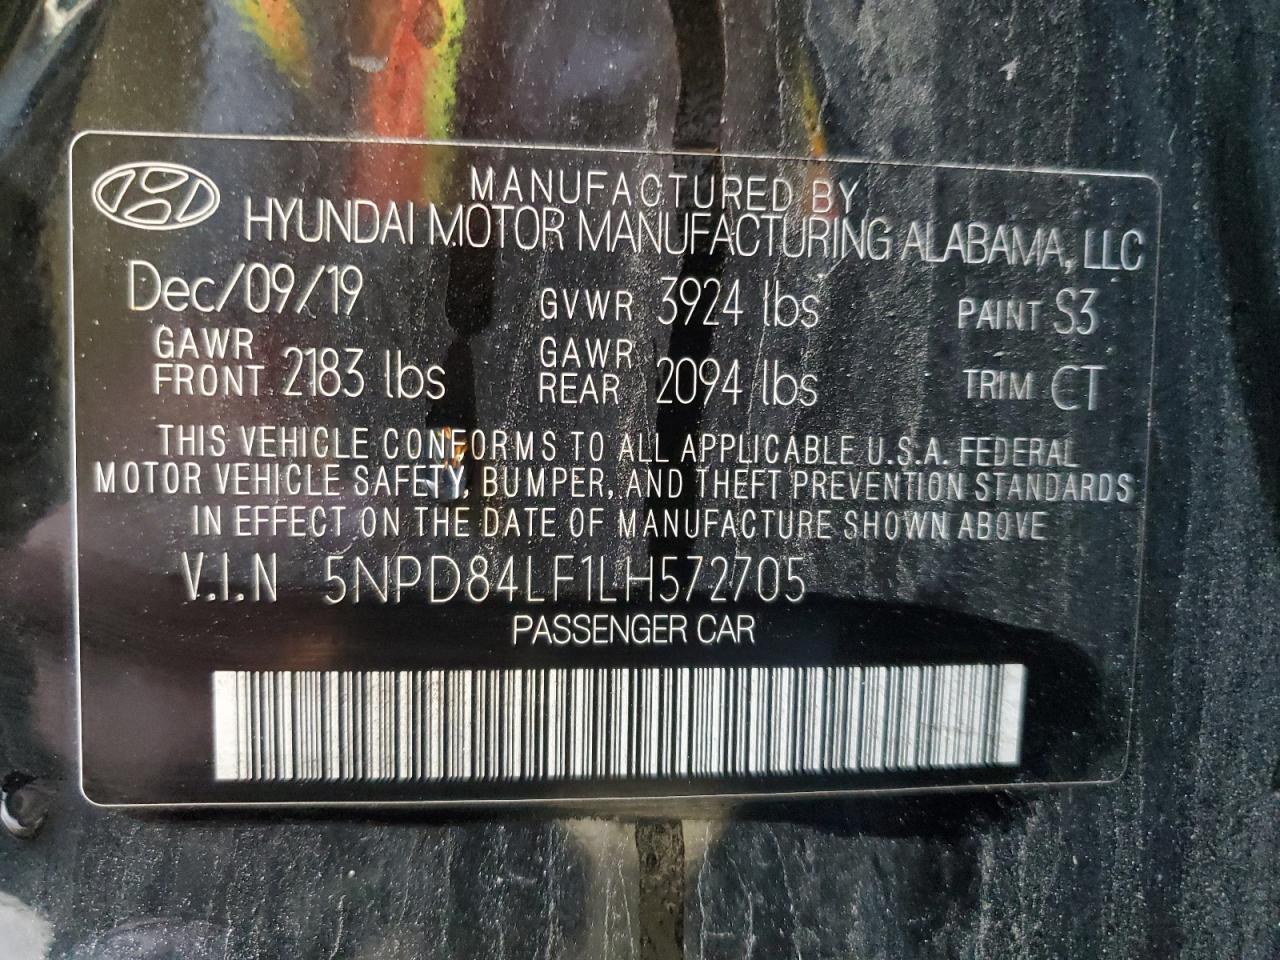 MANUFACTURED BY
HYUNDAI MOTOR MANUFACTURING ALABAMA, LLC
Dec/09/19 GVWR 3924 lbs PAINT S3
GAWR FRONT 2183 lbs GAWR REAR 2094 lbs TRIM CT
THIS VEHICLE CONFORMS TO ALL APPLICABLE U.S.A. FEDERAL
MOTOR VEHICLE SAFETY, BUMPER, AND THEFT PREVENTION STANDARDS
IN EFFECT ON THE DATE OF MANUFACTURE SHOWN ABOVE
V.I.N 5NPD84LF1LH572705
PASSENGER CAR